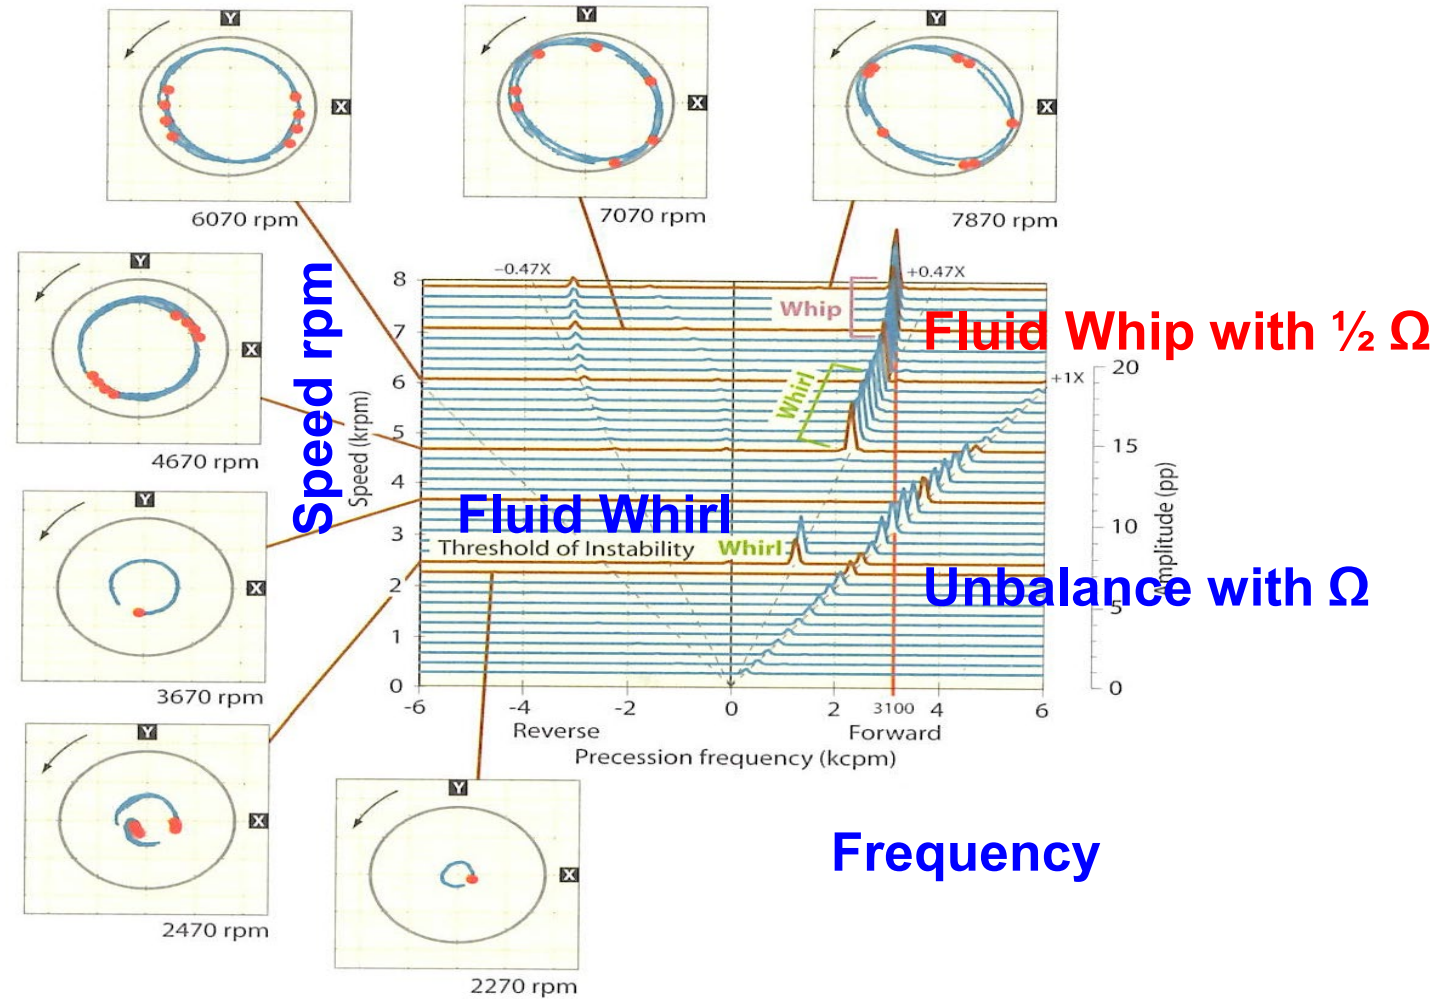 Y
X
6070 rpm
Y
X
7070 rpm
Y
X
7870 rpm
Y
X
4670 rpm
Y
X
3670 rpm
Y
X
2470 rpm
Y
X
2270 rpm
Speed rpm
Speed (krpm)
8
7
6
5
4
3
2
1
0
−0.47X
+0.47X
Whip
Fluid Whip with ½ Ω
Whirl
+1X
Fluid Whirl
Threshold of Instability
Whirl
Unbalance with Ω
20
15
10
5
0
Amplitude (pp)
-6
-4
-2
0
2
3100
4
6
Reverse
Forward
Precession frequency (kcpm)
Frequency